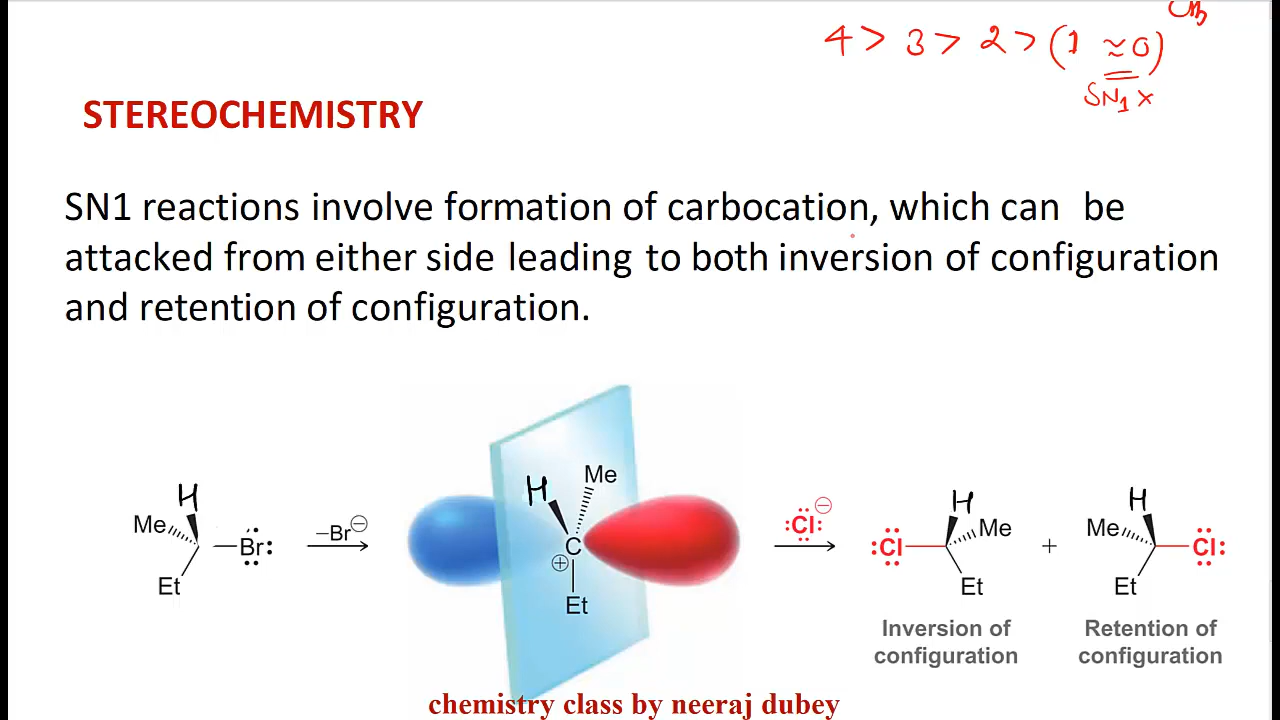 CH3
4 > 3 > 2 > (1 ≈0)
SN1 x
STEREOCHEMISTRY
SN1 reactions involve formation of carbocation, which can be
attacked from either side leading to both inversion of configuration
and retention of configuration.
H
Me
Br
Et
–Br⊖
H
Me
C
⊕
Et
Cl⊖
Cl
H
Me
Et
+
H
Me
Cl
Et
Inversion of
configuration
Retention of
configuration
chemistry class by neeraj dubey